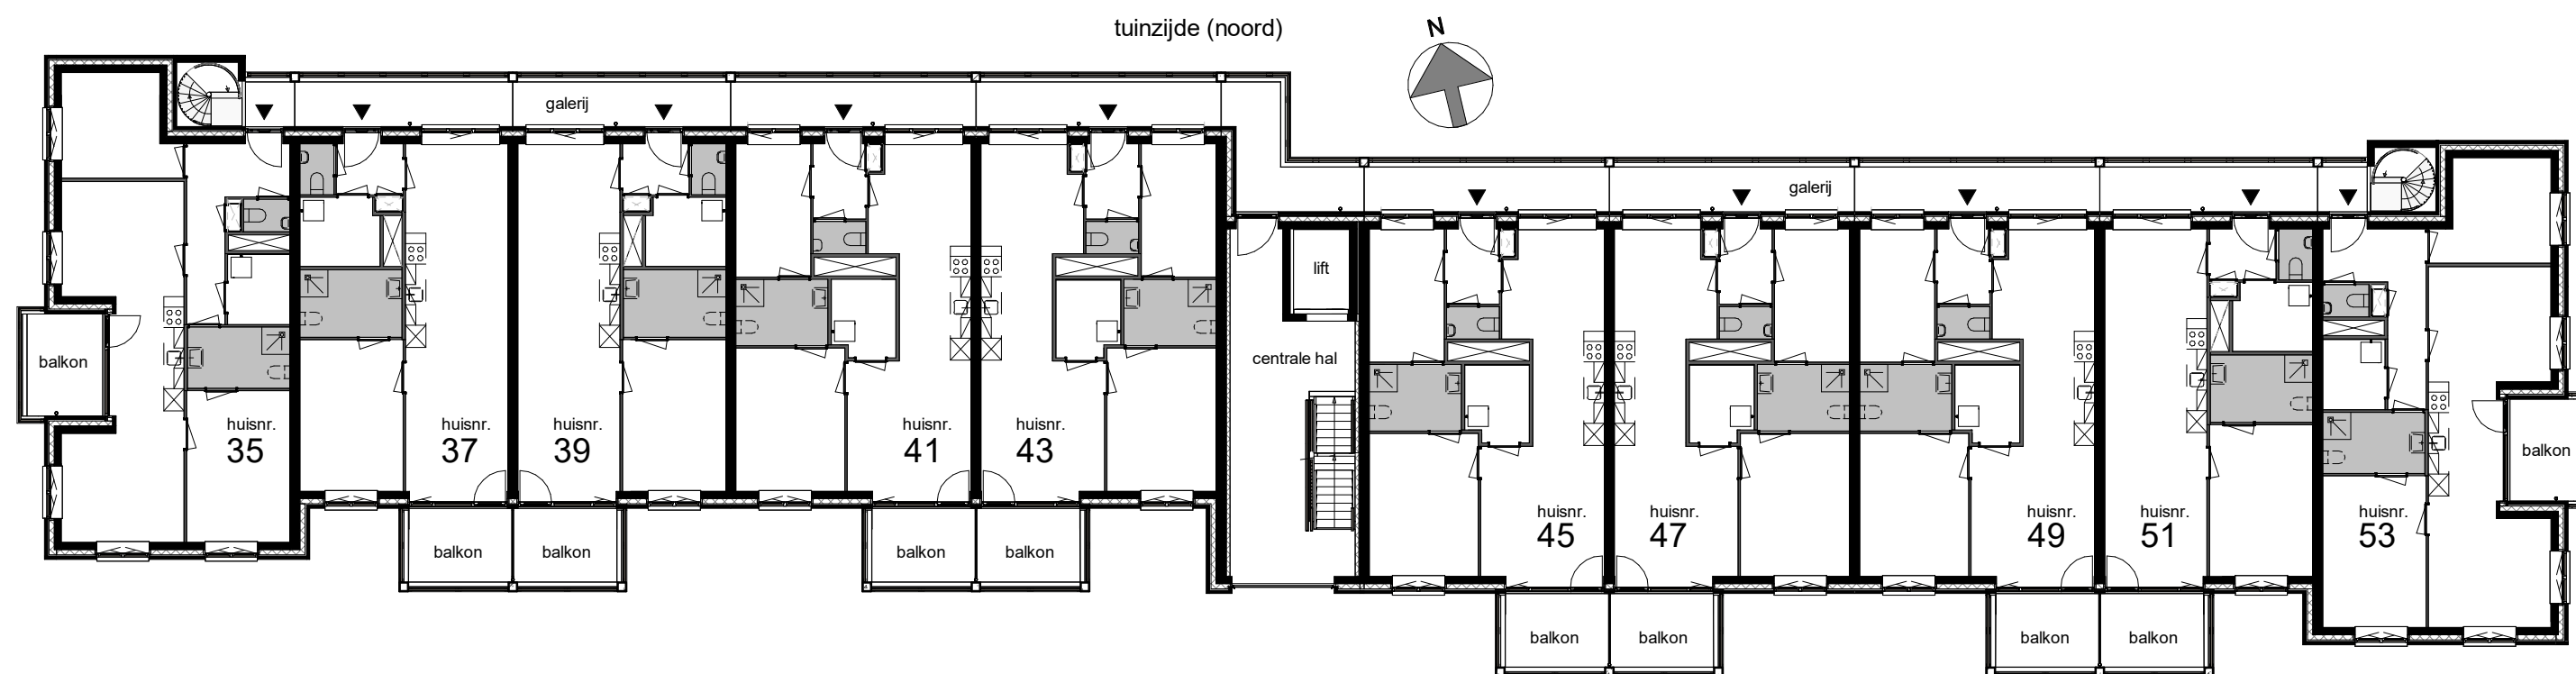 tuinzijde (noord)
N
galerij
galerij
lift
centrale hal
balkon
huisnr.
35
huisnr.
37
huisnr.
39
huisnr.
41
huisnr.
43
huisnr.
45
huisnr.
47
huisnr.
49
huisnr.
51
huisnr.
53
balkon
balkon
balkon
balkon
balkon
balkon
balkon
balkon
balkon